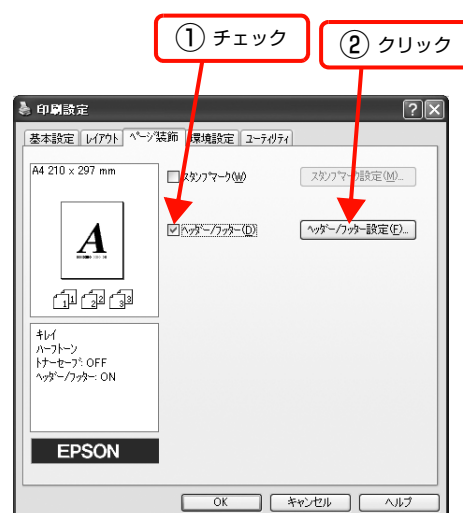 ① チェック
② クリック
印刷設定
基本設定 レイアウト ページ装飾 環境設定 ユーティリティ
A4 210 x 297 mm
スタンプマーク(W) スタンプマーク設定(M)...
ヘッダー/フッター(D) ヘッダー/フッター設定(F)...
A
1 1 2 2 3 3
キレイ
ハーフトーン
トナーセーブ: OFF
ヘッダー/フッター: ON
EPSON
OK キャンセル ヘルプ